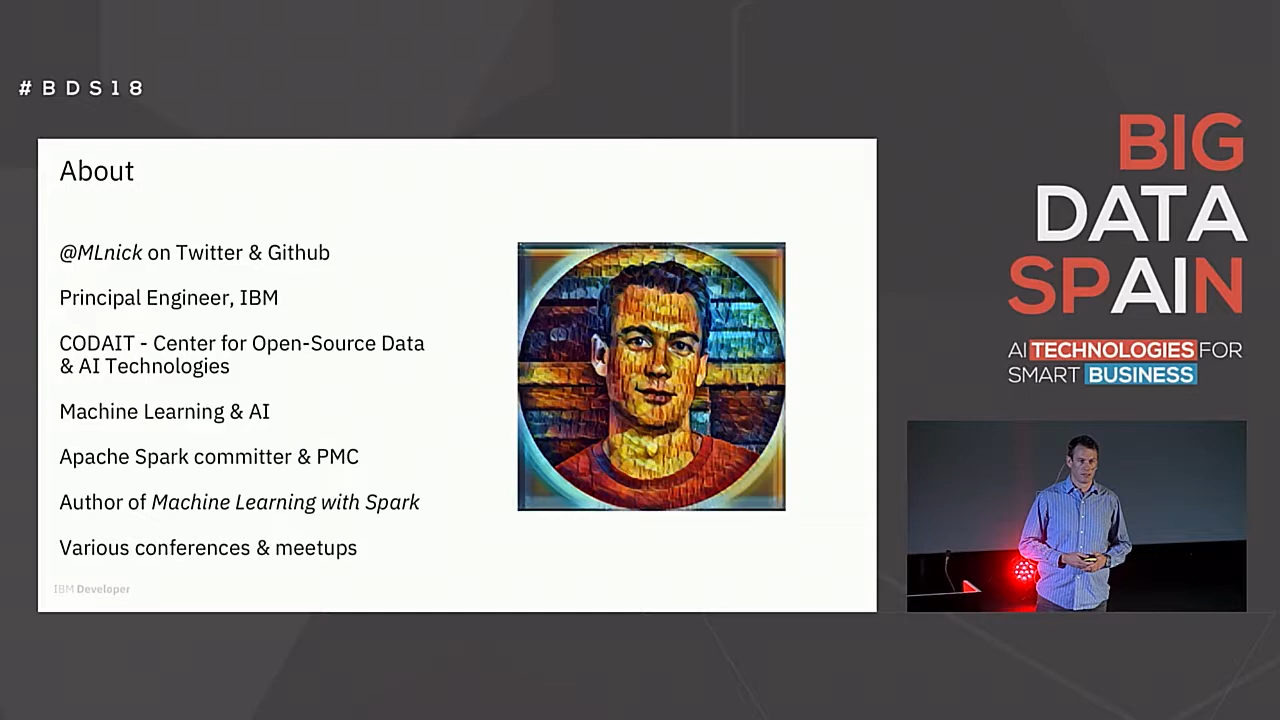 #BDS18
About
@MLnick on Twitter & Github
Principal Engineer, IBM
CODAIT - Center for Open-Source Data
& AI Technologies
Machine Learning & AI
Apache Spark committer & PMC
Author of Machine Learning with Spark
Various conferences & meetups
IBM Developer
BIG
DATA
SPAIN
AI TECHNOLOGIES FOR
SMART BUSINESS